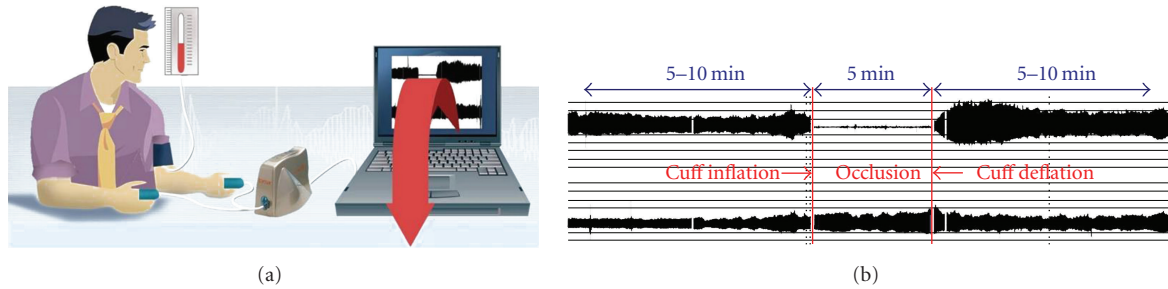 5–10 min 5 min 5–10 min
Cuff inflation Occlusion Cuff deflation
(a) (b)